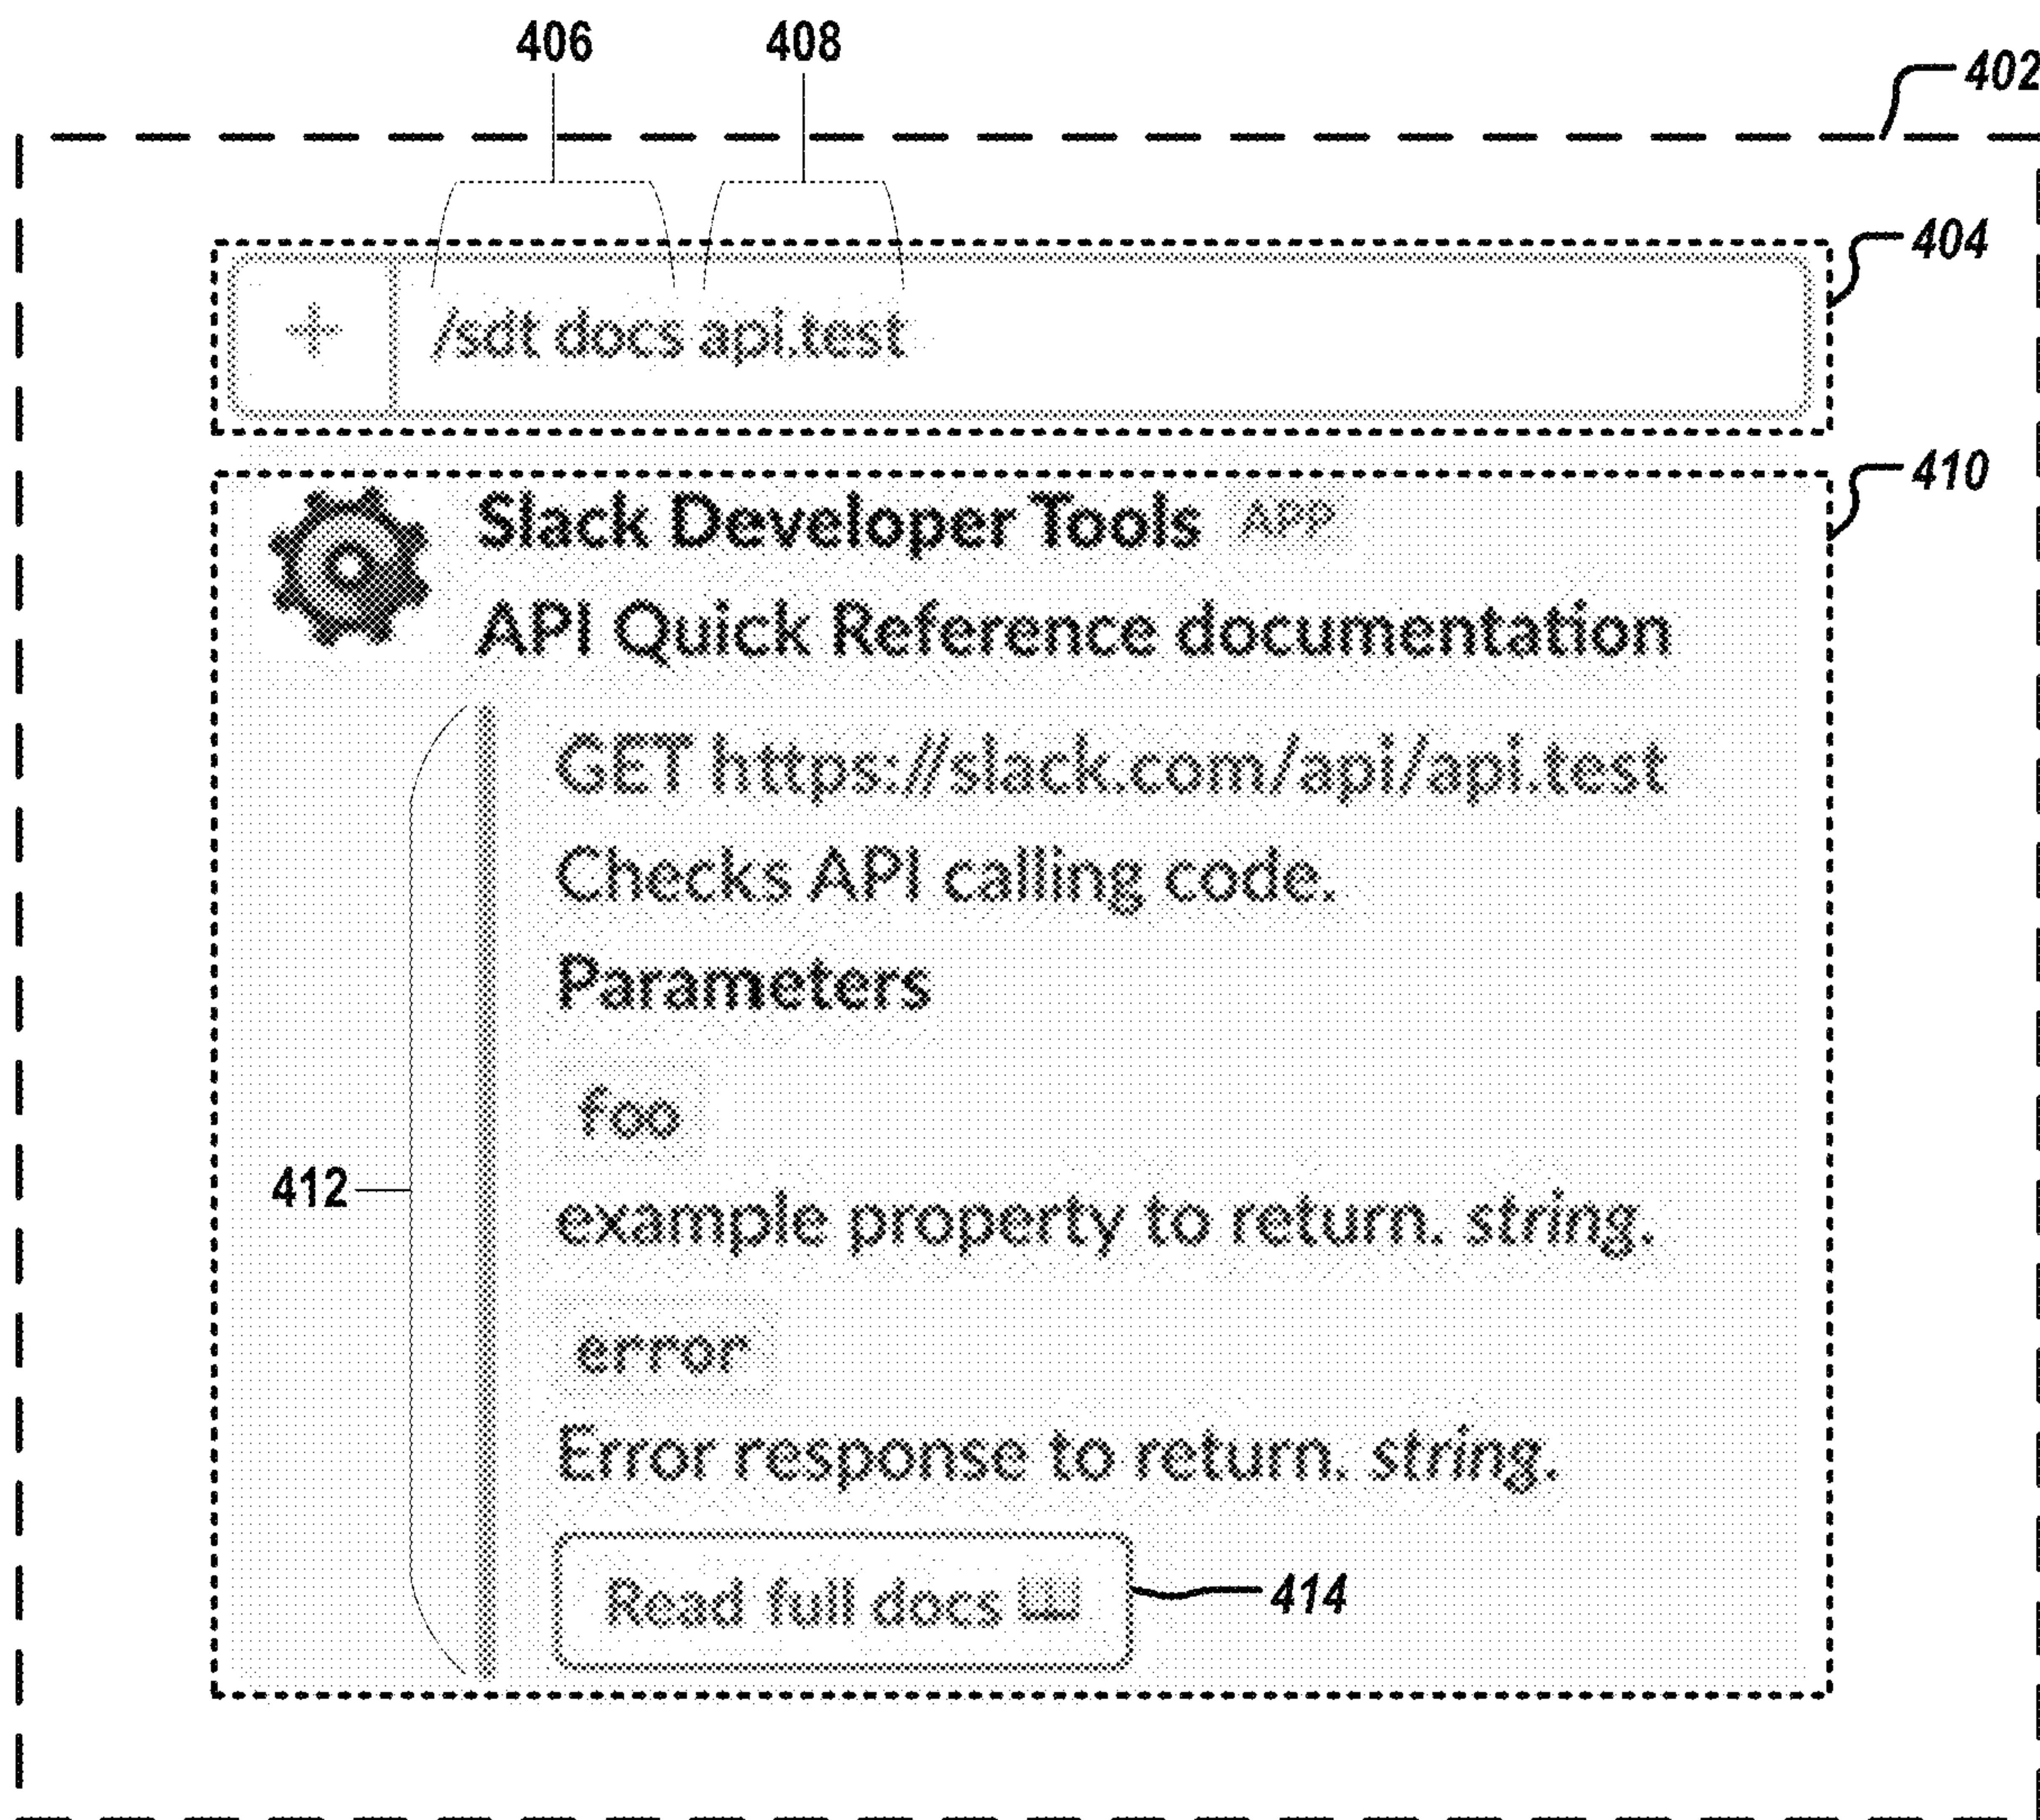 406 408
402
404
/sdt docs api.test
410
Slack Developer Tools APP
API Quick Reference documentation
GET https://slack.com/api/api.test
Checks API calling code.
Parameters
foo
412
example property to return. string.
error
Error response to return. string.
Read full docs
414